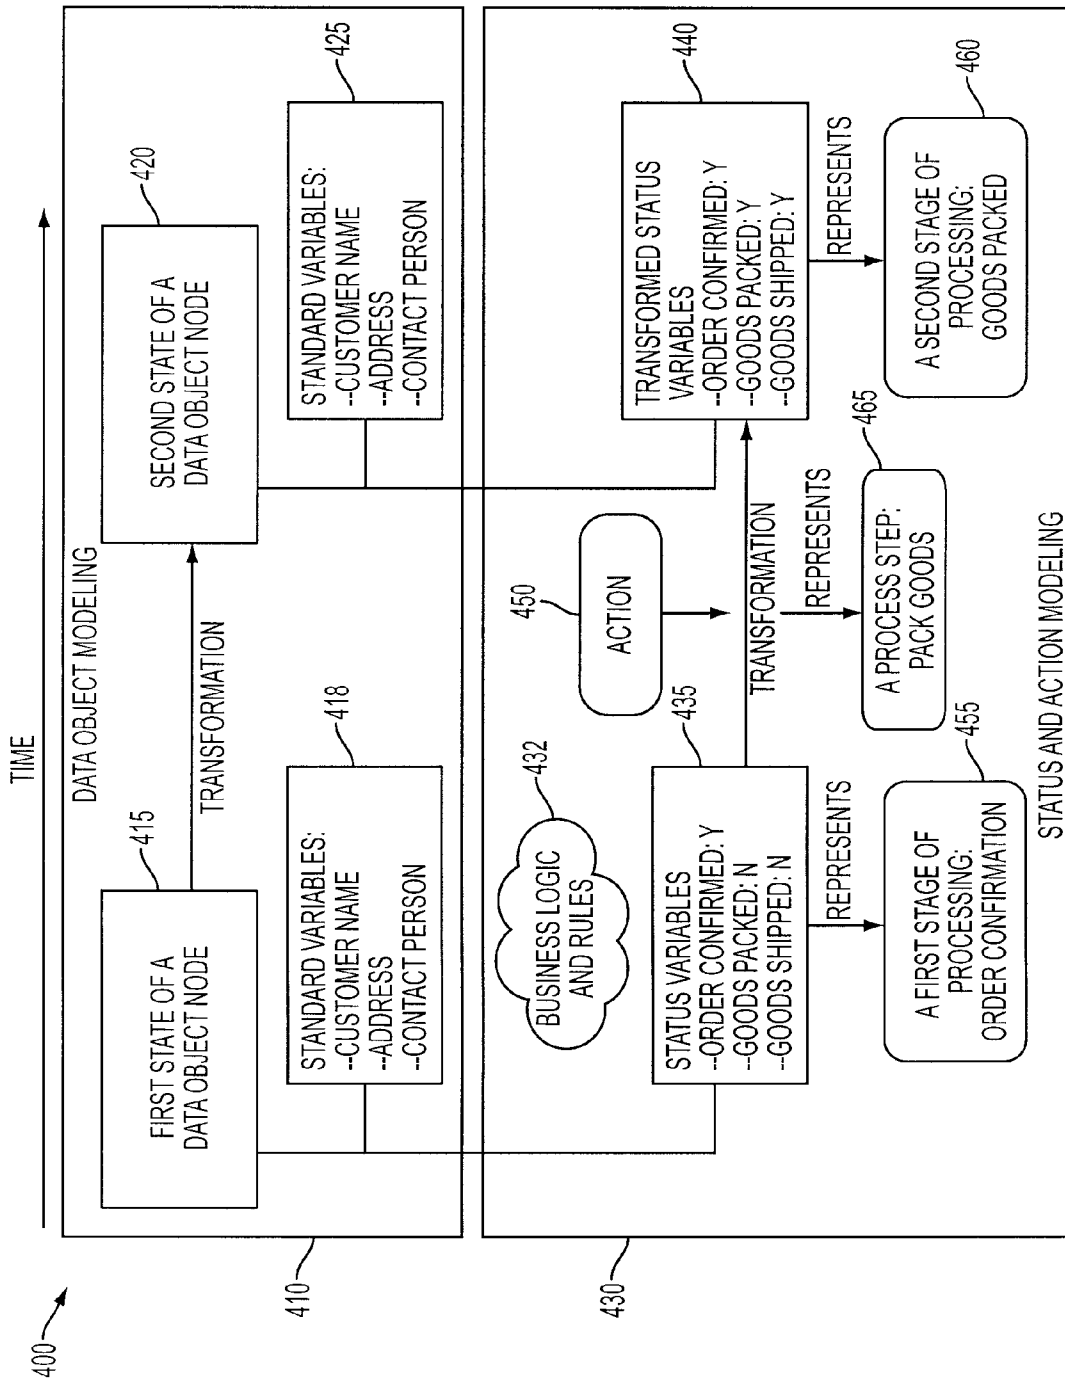 400
TIME
DATA OBJECT MODELING
415
FIRST STATE OF A
DATA OBJECT NODE
TRANSFORMATION
420
SECOND STATE OF A
DATA OBJECT NODE
418
STANDARD VARIABLES:
--CUSTOMER NAME
--ADDRESS
--CONTACT PERSON
425
STANDARD VARIABLES:
--CUSTOMER NAME
--ADDRESS
--CONTACT PERSON
410
430
432
BUSINESS LOGIC
AND RULES
450
ACTION
435
STATUS VARIABLES
--ORDER CONFIRMED: Y
--GOODS PACKED: N
--GOODS SHIPPED: N
TRANSFORMATION
440
TRANSFORMED STATUS
VARIABLES
--ORDER CONFIRMED: Y
--GOODS PACKED: Y
--GOODS SHIPPED: Y
REPRESENTS
REPRESENTS
REPRESENTS
455
A FIRST STAGE OF
PROCESSING:
ORDER CONFIRMATION
465
A PROCESS STEP:
PACK GOODS
460
A SECOND STAGE OF
PROCESSING:
GOODS PACKED
STATUS AND ACTION MODELING